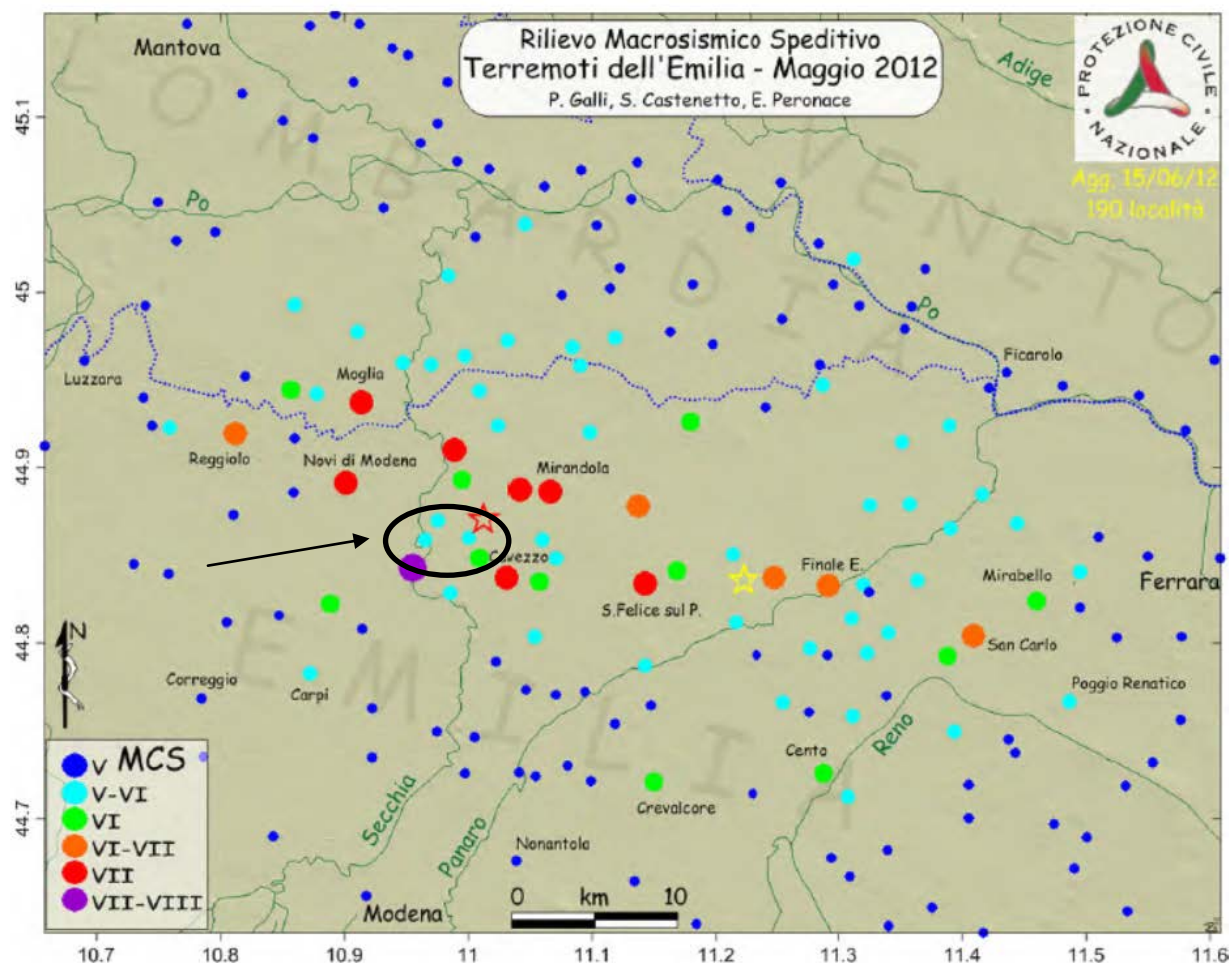 Rilievo Macrosismico Speditivo
Terremoti dell'Emilia - Maggio 2012
P. Galli, S. Castenetto, E. Peronace
PROTEZIONE CIVILE
NAZIONALE
Agg. 15/06/12
190 località
Mantova
Adige
LOMBARDIA
VENETO
Po
Po
Ficarolo
Luzzara
Moglia
Reggiolo
Novi di Modena
Mirandola
Cavezzo
Finale E.
Mirabello
Ferrara
S.Felice sul P.
San Carlo
N
EMILIA
Correggio
Carpi
Poggio Renatico
Cento
Reno
Crevalcore
Secchia
Panaro
Nonantola
Modena
MCS
V
V-VI
VI
VI-VII
VII
VII-VIII
0 km 10
45.1
45
44.9
44.8
44.7
10.7 10.8 10.9 11 11.1 11.2 11.3 11.4 11.5 11.6